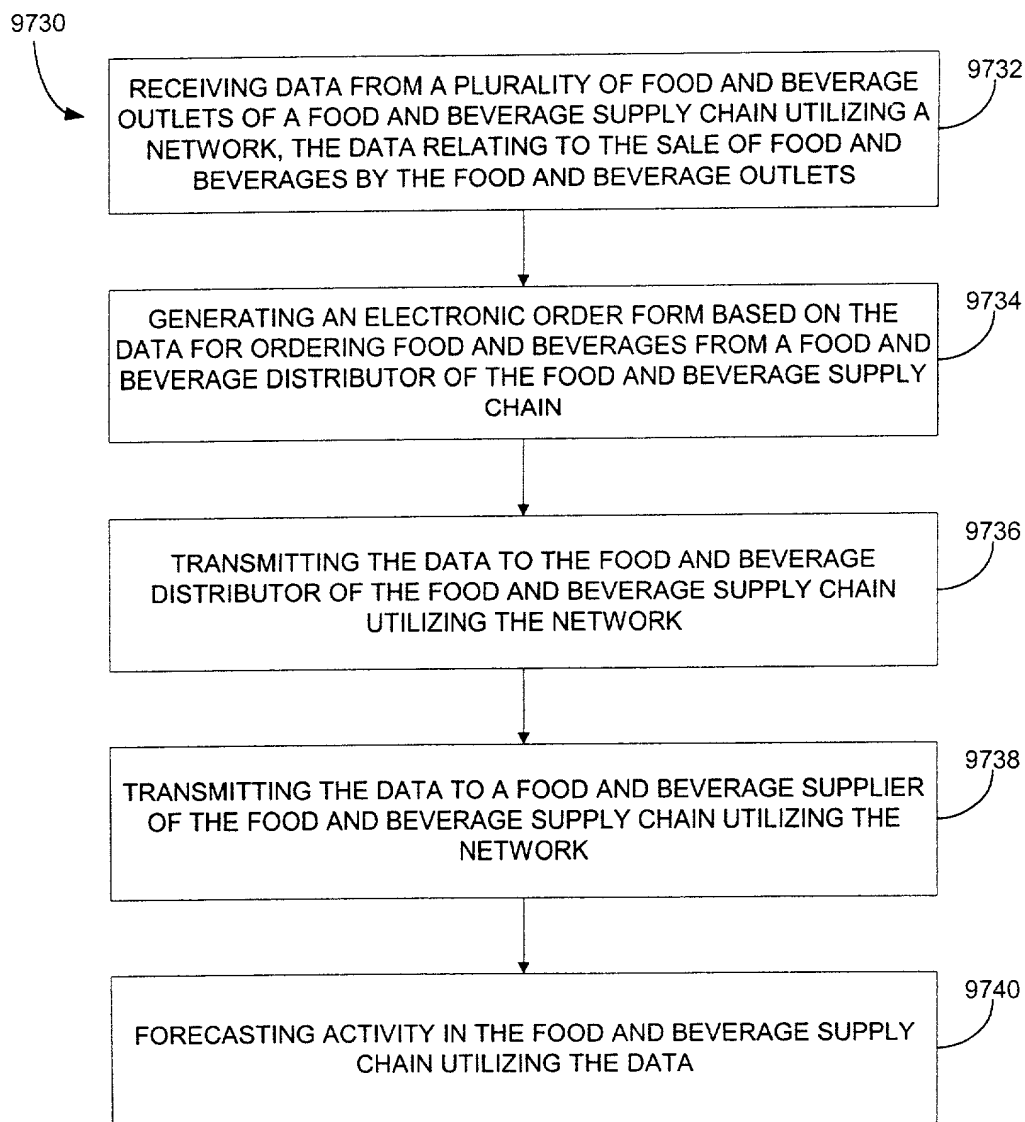 9730
RECEIVING DATA FROM A PLURALITY OF FOOD AND BEVERAGE
OUTLETS OF A FOOD AND BEVERAGE SUPPLY CHAIN UTILIZING A
NETWORK, THE DATA RELATING TO THE SALE OF FOOD AND
BEVERAGES BY THE FOOD AND BEVERAGE OUTLETS
9732
GENERATING AN ELECTRONIC ORDER FORM BASED ON THE
DATA FOR ORDERING FOOD AND BEVERAGES FROM A FOOD AND
BEVERAGE DISTRIBUTOR OF THE FOOD AND BEVERAGE SUPPLY
CHAIN
9734
TRANSMITTING THE DATA TO THE FOOD AND BEVERAGE
DISTRIBUTOR OF THE FOOD AND BEVERAGE SUPPLY CHAIN
UTILIZING THE NETWORK
9736
TRANSMITTING THE DATA TO A FOOD AND BEVERAGE SUPPLIER
OF THE FOOD AND BEVERAGE SUPPLY CHAIN UTILIZING THE
NETWORK
9738
FORECASTING ACTIVITY IN THE FOOD AND BEVERAGE SUPPLY
CHAIN UTILIZING THE DATA
9740